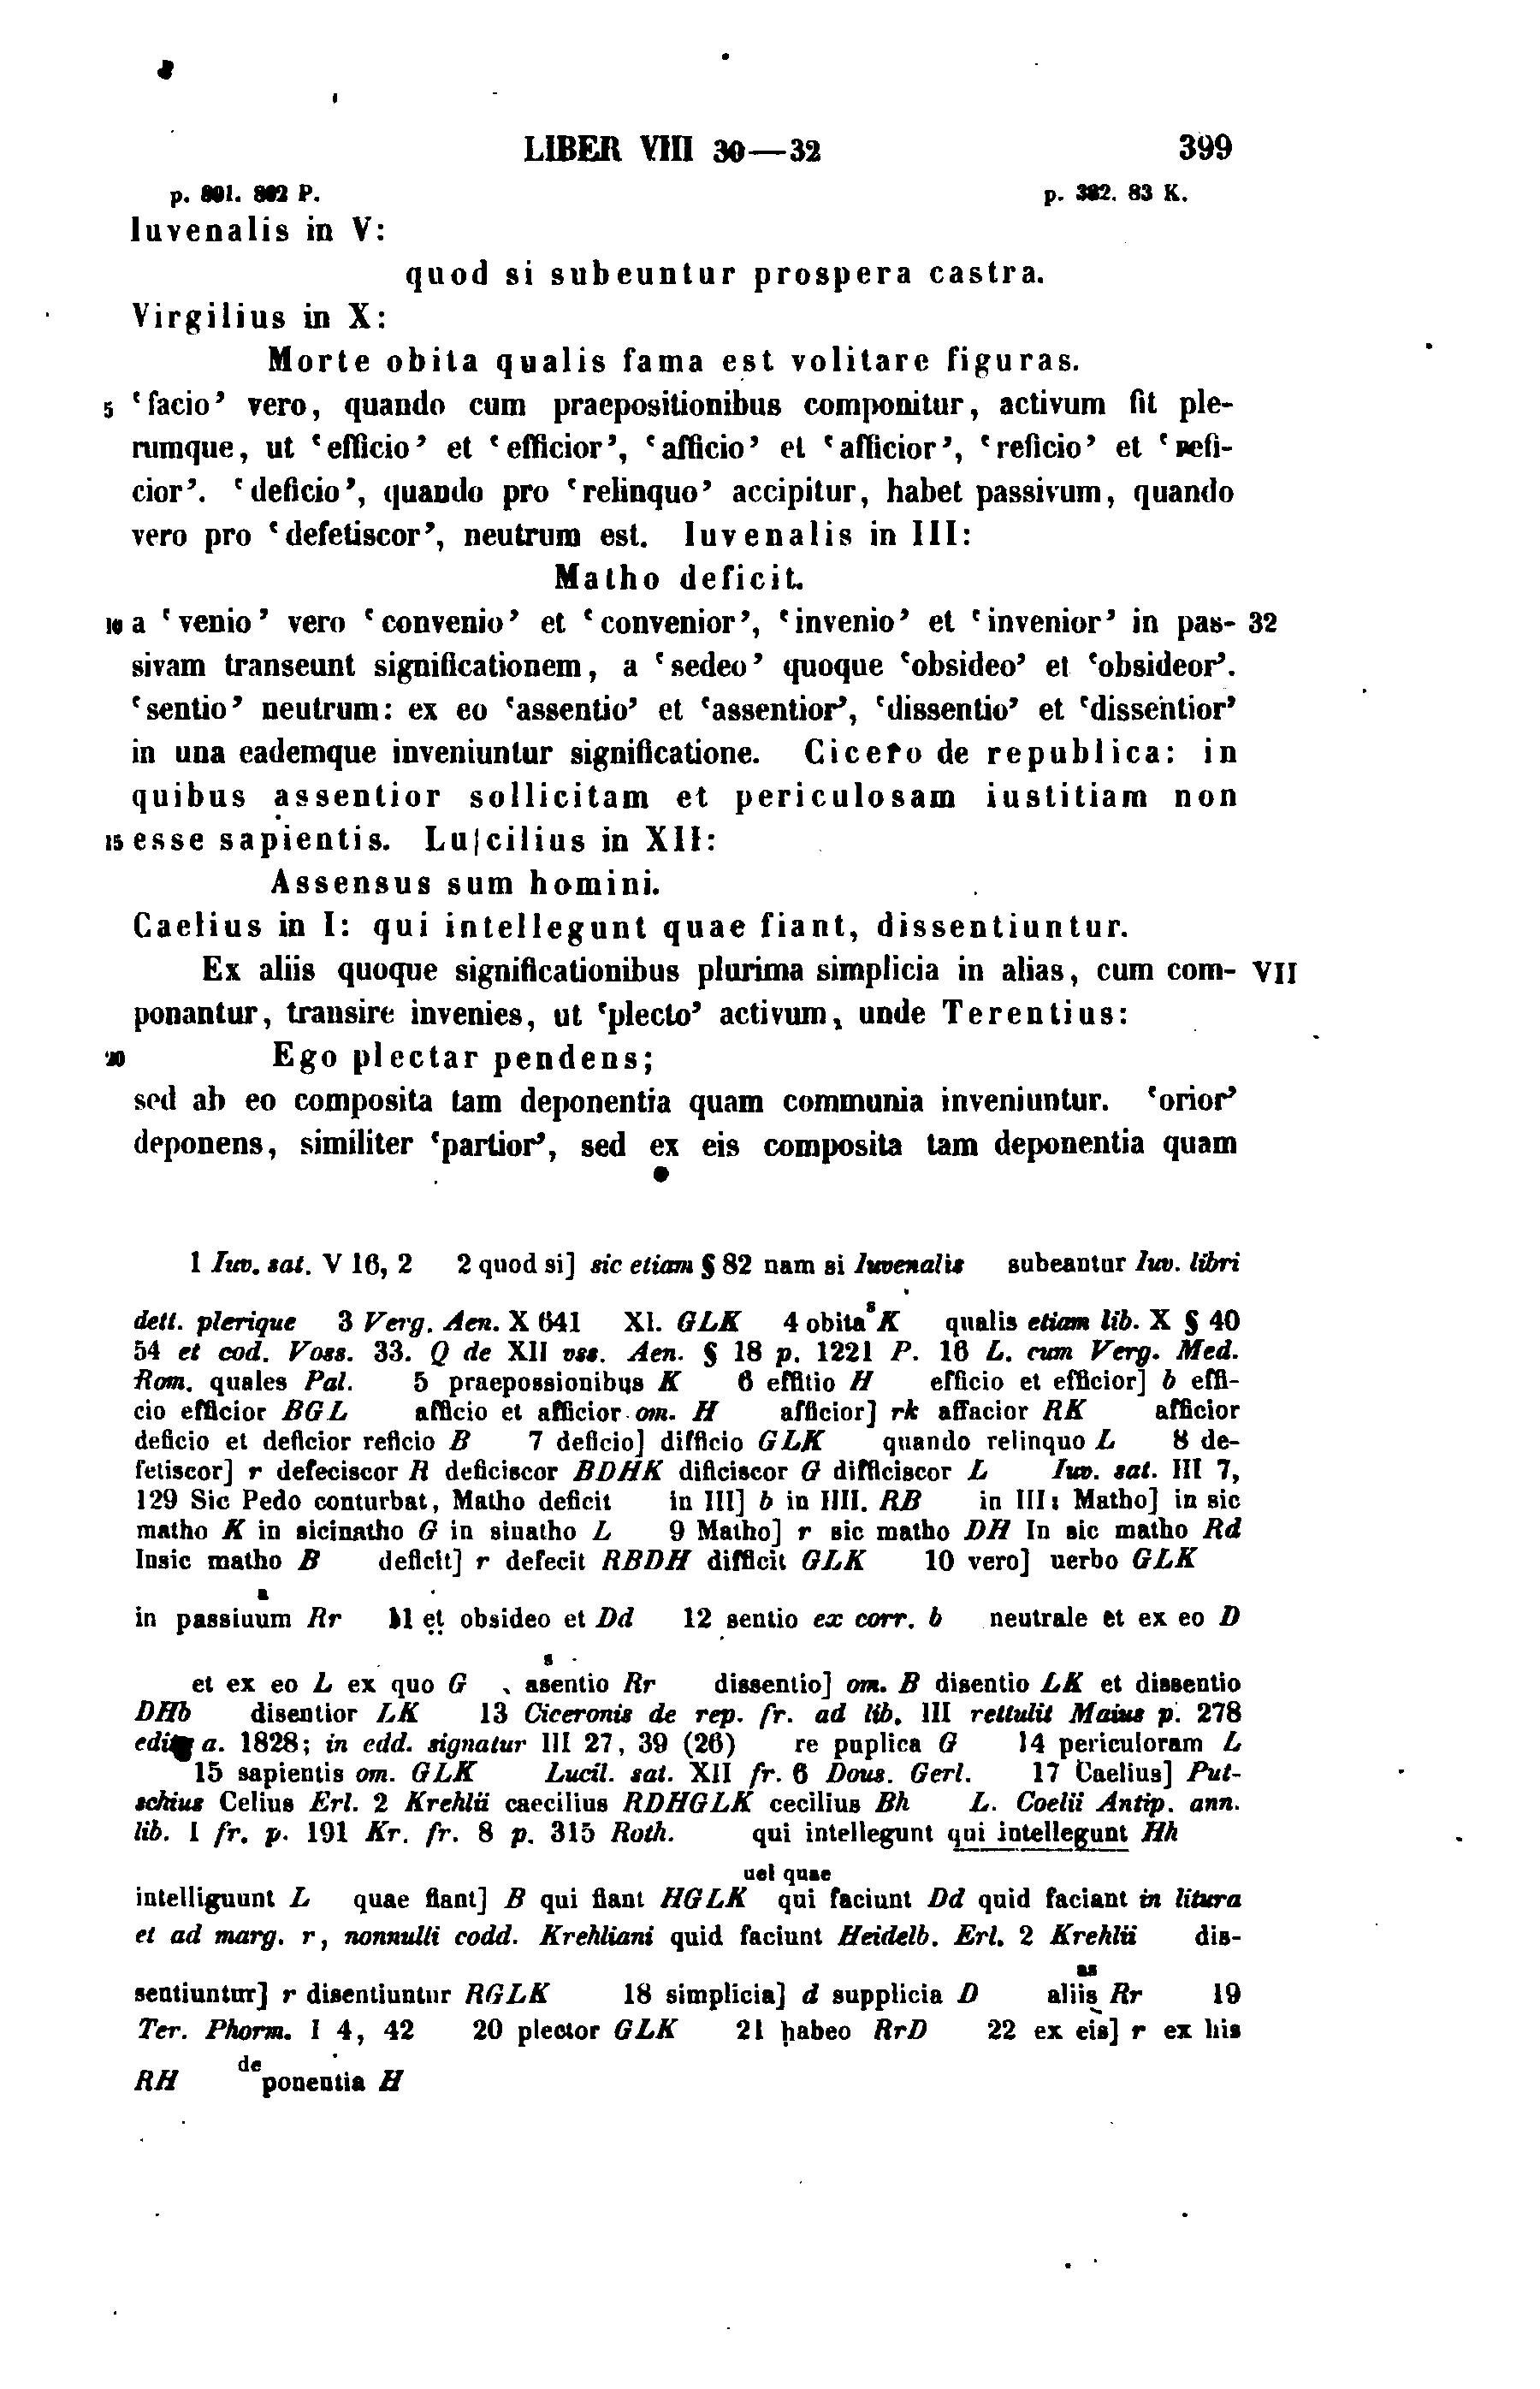 LIBER VIII 30—32 399
p. 801. 802 P. p. 382. 83 K.
Iuvenalis in V:
quod si subeuntur prospera castra.
Virgilius in X:
Morte obita qualis fama est volitare figuras.
5 ‘facio’ vero, quando cum praepositionibus componitur, activum fit ple-
rumque, ut ‘efficio’ et ‘efficior’, ‘afficio’ et ‘afficior’, ‘reficio’ et ‘refi-
cior’. ‘deficio’, quando pro ‘relinquo’ accipitur, habet passivum, quando
vero pro ‘defetiscor’, neutrum est. Iuvenalis in III:
Matho deficit.
10 a ‘venio’ vero ‘convenio’ et ‘convenior’, ‘invenio’ et ‘invenior’ in pas- 32
sivam transeunt significationem, a ‘sedeo’ quoque ‘obsideo’ et ‘obsideor’.
‘sentio’ neutrum: ex eo ‘assentio’ et ‘assentior’, ‘dissentio’ et ‘dissentior’
in una eademque inveniuntur significatione. Cicero de republica: in
quibus assentior sollicitam et periculosam iustitiam non
15 esse sapientis. Lu|cilius in XII:
Assensus sum homini.
Caelius in I: qui intellegunt quae fiant, dissentiuntur.
Ex aliis quoque significationibus plurima simplicia in alias, cum com- VII
ponantur, transire invenies, ut ‘plecto’ activum, unde Terentius:
20 Ego plectar pendens;
sed ab eo composita tam deponentia quam communia inveniuntur. ‘orior’
deponens, similiter ‘partior’, sed ex eis composita tam deponentia quam
1 Iuv. sat. V 16, 2 2 quod si] sic etiam § 82 nam si Iuvenalis subeantur Iuv. libri
dett. plerique 3 Verg. Aen. X 641 XI. GLK 4 obita s K qualis etiam lib. X § 40
54 et cod. Voss. 33. Q de XII vss. Aen. § 18 p. 1221 P. 16 L. cum Verg. Med.
Rom. quales Pal. 5 praepossionibus K 6 effitio H efficio et efficior] b effi-
cio efficior BGL afficio et afficior om. H afficior] rk affacior RK afficior
deficio et deficior reficio B 7 deficio] difficio GLK quando relinquo L 8 de-
fetiscor] r defeciscor R deficiscor BDHK dificiscor G difficiscor L Iuv. sat. III 7,
129 Sic Pedo conturbat, Matho deficit in III] b in IIII. RB in III: Matho] in sic
matho K in sicinatho G in sinatho L 9 Matho] r sic matho DH In sic matho Rd
Insic matho B deficit] r defecit RBDH difficit GLK 10 vero] uerbo GLK
a
in passiuum Rr 11 et obsideo et Dd 12 sentio ex corr. b neutrale et ex eo D
s
et ex eo L ex quo G asentio Rr dissentio] om. B disentio LK et dissentio
DHb disentior LK 13 Ciceronis de rep. fr. ad lib. III rettulit Maius p. 278
a. 1828; in edd. signatur III 27, 39 (26) re puplica G 14 periculoram L
15 sapientis om. GLK Lucil. sat. XII fr. 6 Dous. Gerl. 17 Caelius] Put-
schius Celius Erl. 2 Krehlii caecilius RDHGLK cecilius Bh L. Coelii Antip. ann.
lib. I fr. p. 191 Kr. fr. 8 p. 315 Roth. qui intellegunt qui intellegunt Hh
uel quae
intelliguunt L quae fiant] B qui fiant HGLK qui faciunt Dd quid faciant in litura
et ad marg. r, nonnulli codd. Krehliani quid faciunt Heidelb. Erl. 2 Krehlii dis-
as
sentiuntur] r disentiuntur RGLK 18 simplicia] d supplicia D aliis Rr 19
Ter. Phorm. I 4, 42 20 plector GLK 21 habeo RrD 22 ex eis] r ex his
de
RH ponentia H